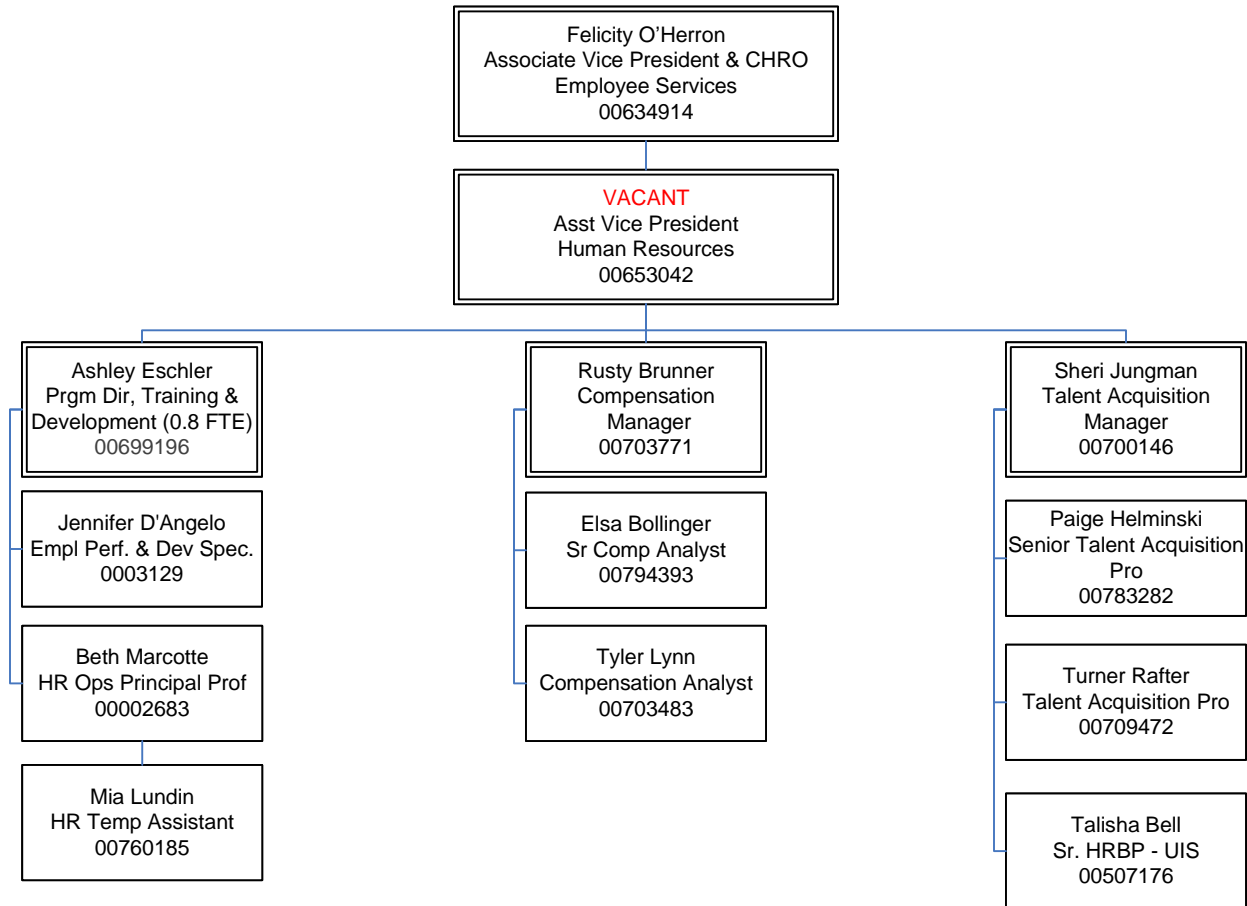 Felicity O’Herron
Associate Vice President & CHRO
Employee Services
00634914
VACANT
Asst Vice President
Human Resources
00653042
Ashley Eschler
Prgm Dir, Training &
Development (0.8 FTE)
00699196
Jennifer D'Angelo
Empl Perf. & Dev Spec.
0003129
Beth Marcotte
HR Ops Principal Prof
00002683
Mia Lundin
HR Temp Assistant
00760185
Rusty Brunner
Compensation
Manager
00703771
Elsa Bollinger
Sr Comp Analyst
00794393
Tyler Lynn
Compensation Analyst
00703483
Sheri Jungman
Talent Acquisition
Manager
00700146
Paige Helminski
Senior Talent Acquisition
Pro
00783282
Turner Rafter
Talent Acquisition Pro
00709472
Talisha Bell
Sr. HRBP - UIS
00507176